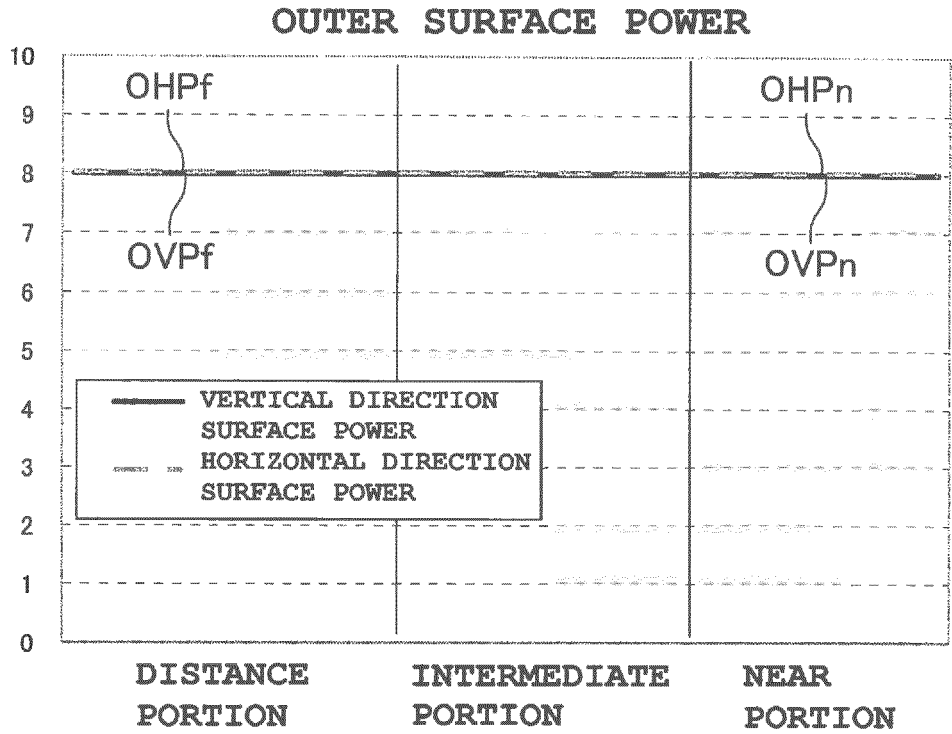 OUTER SURFACE POWER
10
9
8
7
6
5
4
3
2
1
0
OHPf
OVPf
OHPn
OVPn
VERTICAL DIRECTION
SURFACE POWER
HORIZONTAL DIRECTION
SURFACE POWER
DISTANCE
PORTION
INTERMEDIATE
PORTION
NEAR
PORTION